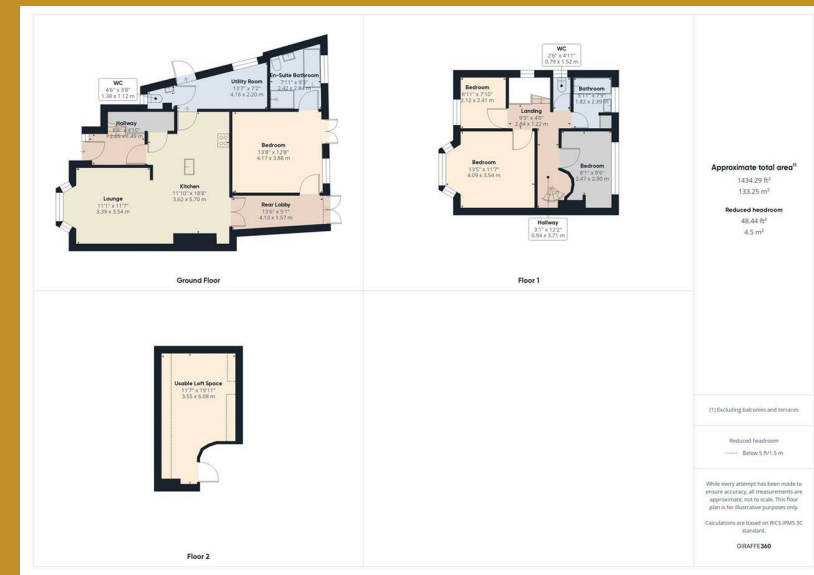 WC
4'6" x 3'8"
1.38 x 1.12 m
Utility Room
13'7" x 7'2"
4.16 x 2.20 m
En-Suite Bathroom
7'11" x 9'3"
Hallway
Bedroom
13'8" x 12'8"
4.17 x 3.88 m
Kitchen
11'10" x 18'8"
3.62 x 5.70 m
Lounge
11'1" x 11'7"
3.39 x 3.54 m
Rear Lobby
13'6" x 5'1"
4.13 x 1.57 m
Ground Floor
WC
2'6" x 4'11"
0.79 x 1.52 m
Bedroom
6'11" x 7'10"
2.12 x 2.41 m
Bathroom
5'11" x 7'9"
1.82 x 2.39 m
Landing
9'3" x 4'0"
2.84 x 1.22 m
Bedroom
13'5" x 11'7"
4.09 x 3.54 m
Bedroom
8'1" x 9'6"
2.47 x 2.90 m
Hallway
3'1" x 12'2"
0.94 x 3.71 m
Floor 1
Usable Loft Space
11'7" x 19'11"
3.55 x 6.08 m
Floor 2
Approximate total area⁽¹⁾
1434.29 ft²
133.25 m²
Reduced headroom
48.44 ft²
4.5 m²
(1) Excluding balconies and terraces
Reduced headroom
Below 5 ft/1.5 m
While every attempt has been made to
ensure accuracy, all measurements are
approximate, not to scale. This floor
plan is for illustrative purposes only.
Calculations are based on RICS IPMS 3C
standard.
GIRAFFE360